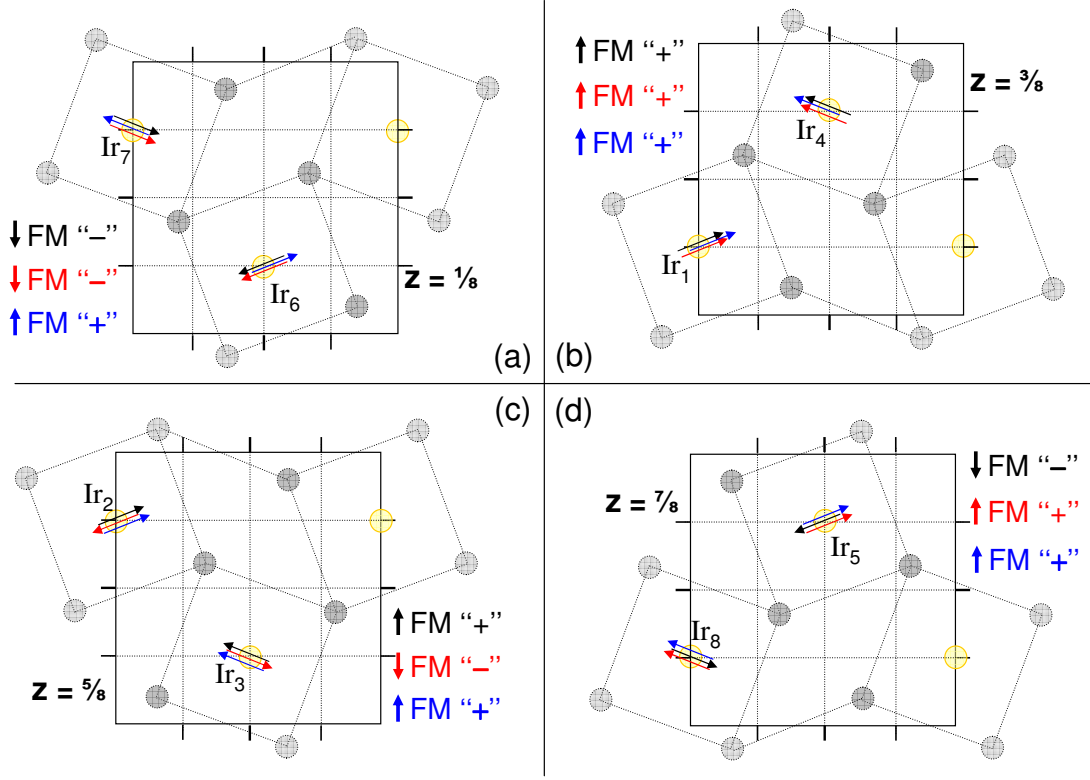 Ir7
↓ FM “–”
↓ FM “–”
↑ FM “+”
Ir6
z = ⅛
(a)
↑ FM “+”
↑ FM “+”
↑ FM “+”
z = ⅜
Ir4
Ir1
(b)
(c)
Ir2
↑ FM “+”
↓ FM “–”
↑ FM “+”
Ir3
z = ⅝
(d)
z = ⅞
↓ FM “–”
↑ FM “+”
↑ FM “+”
Ir5
Ir8